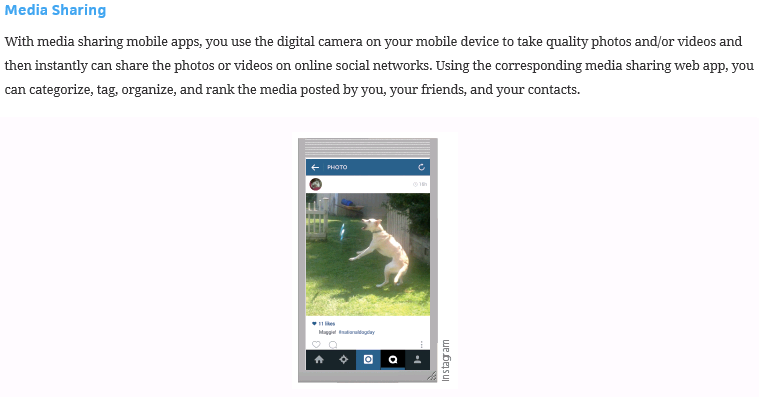 Media Sharing
With media sharing mobile apps, you use the digital camera on your mobile device to take quality photos and/or videos and
then instantly can share the photos or videos on online social networks. Using the corresponding media sharing web app, you
can categorize, tag, organize, and rank the media posted by you, your friends, and your contacts.
PHOTO
18h
11 likes
Maggie! #nationaldogday
Instagram